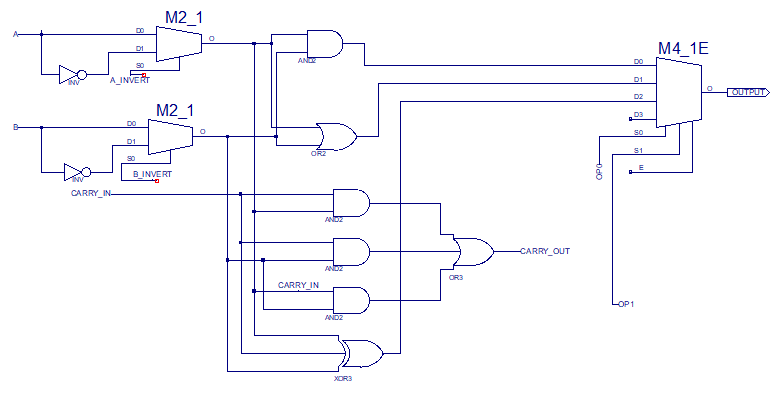 M2_1
A
D0
O
D1
INV
S0
A_INVERT
AND2
M4_1E
D0
D1
O
OUTPUT
D2
D3
S0
S1
E
OP0
OP1
M2_1
B
D0
O
D1
INV
S0
B_INVERT
OR2
CARRY_IN
AND2
AND2
CARRY_OUT
OR3
CARRY_IN
AND2
XOR3